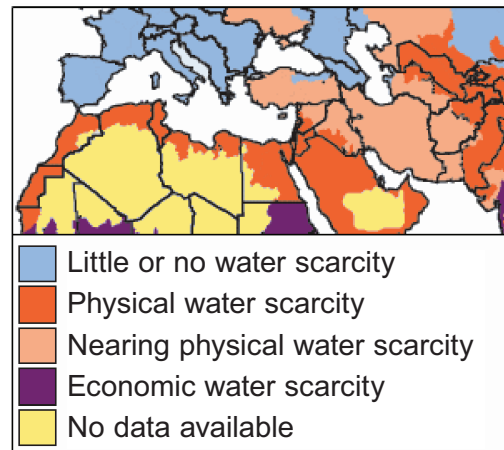 Little or no water scarcity
Physical water scarcity
Nearing physical water scarcity
Economic water scarcity
No data available